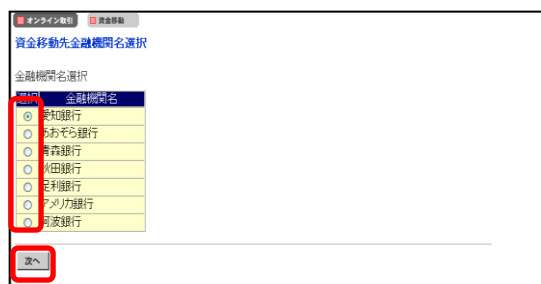 オンライン取引 資金移動
資金移動先金融機関名選択
金融機関名選択
選択 金融機関名
愛知銀行
あおぞら銀行
青森銀行
秋田銀行
足利銀行
アメリカ銀行
阿波銀行
次へ